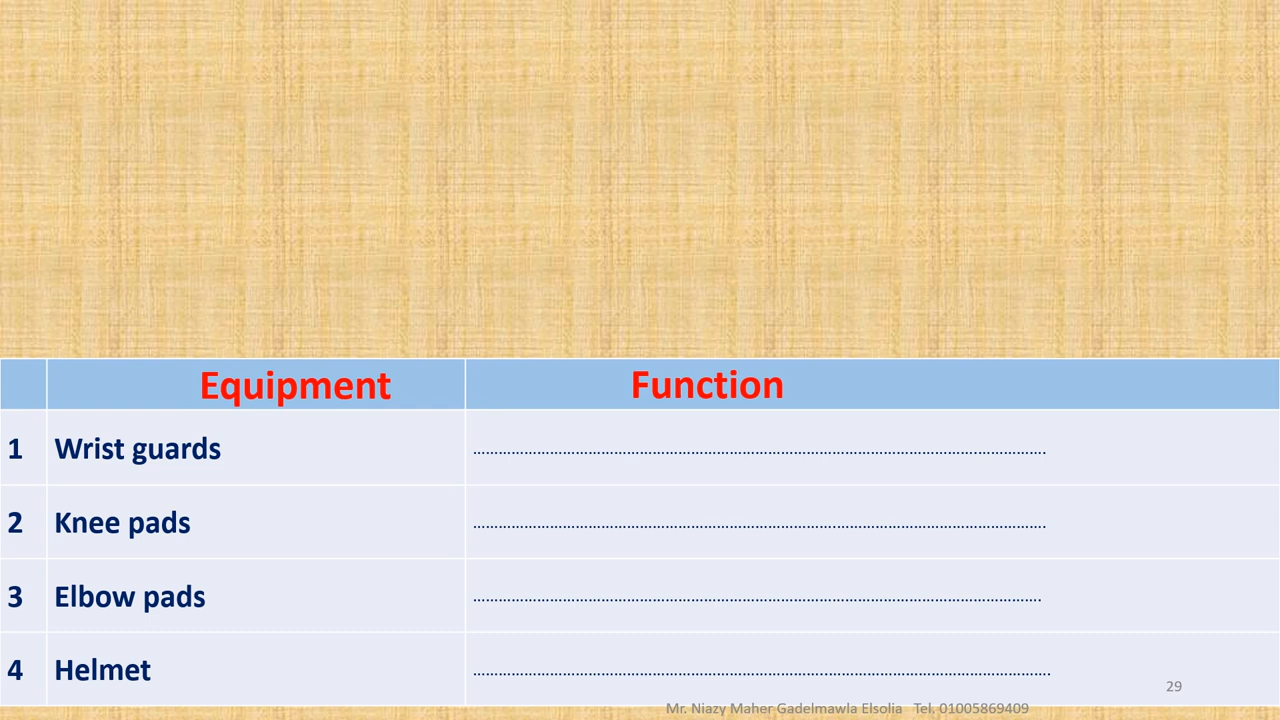 Equipment Function
1 Wrist guards ……………………………………………………………………………………………………………………….
2 Knee pads ……………………………………………………………………………………………………………………….
3 Elbow pads ……………………………………………………………………………………………………………………….
4 Helmet ……………………………………………………………………………………………………………………….
29
Mr. Niazy Maher Gadelmawla Elsolia Tel. 01005869409